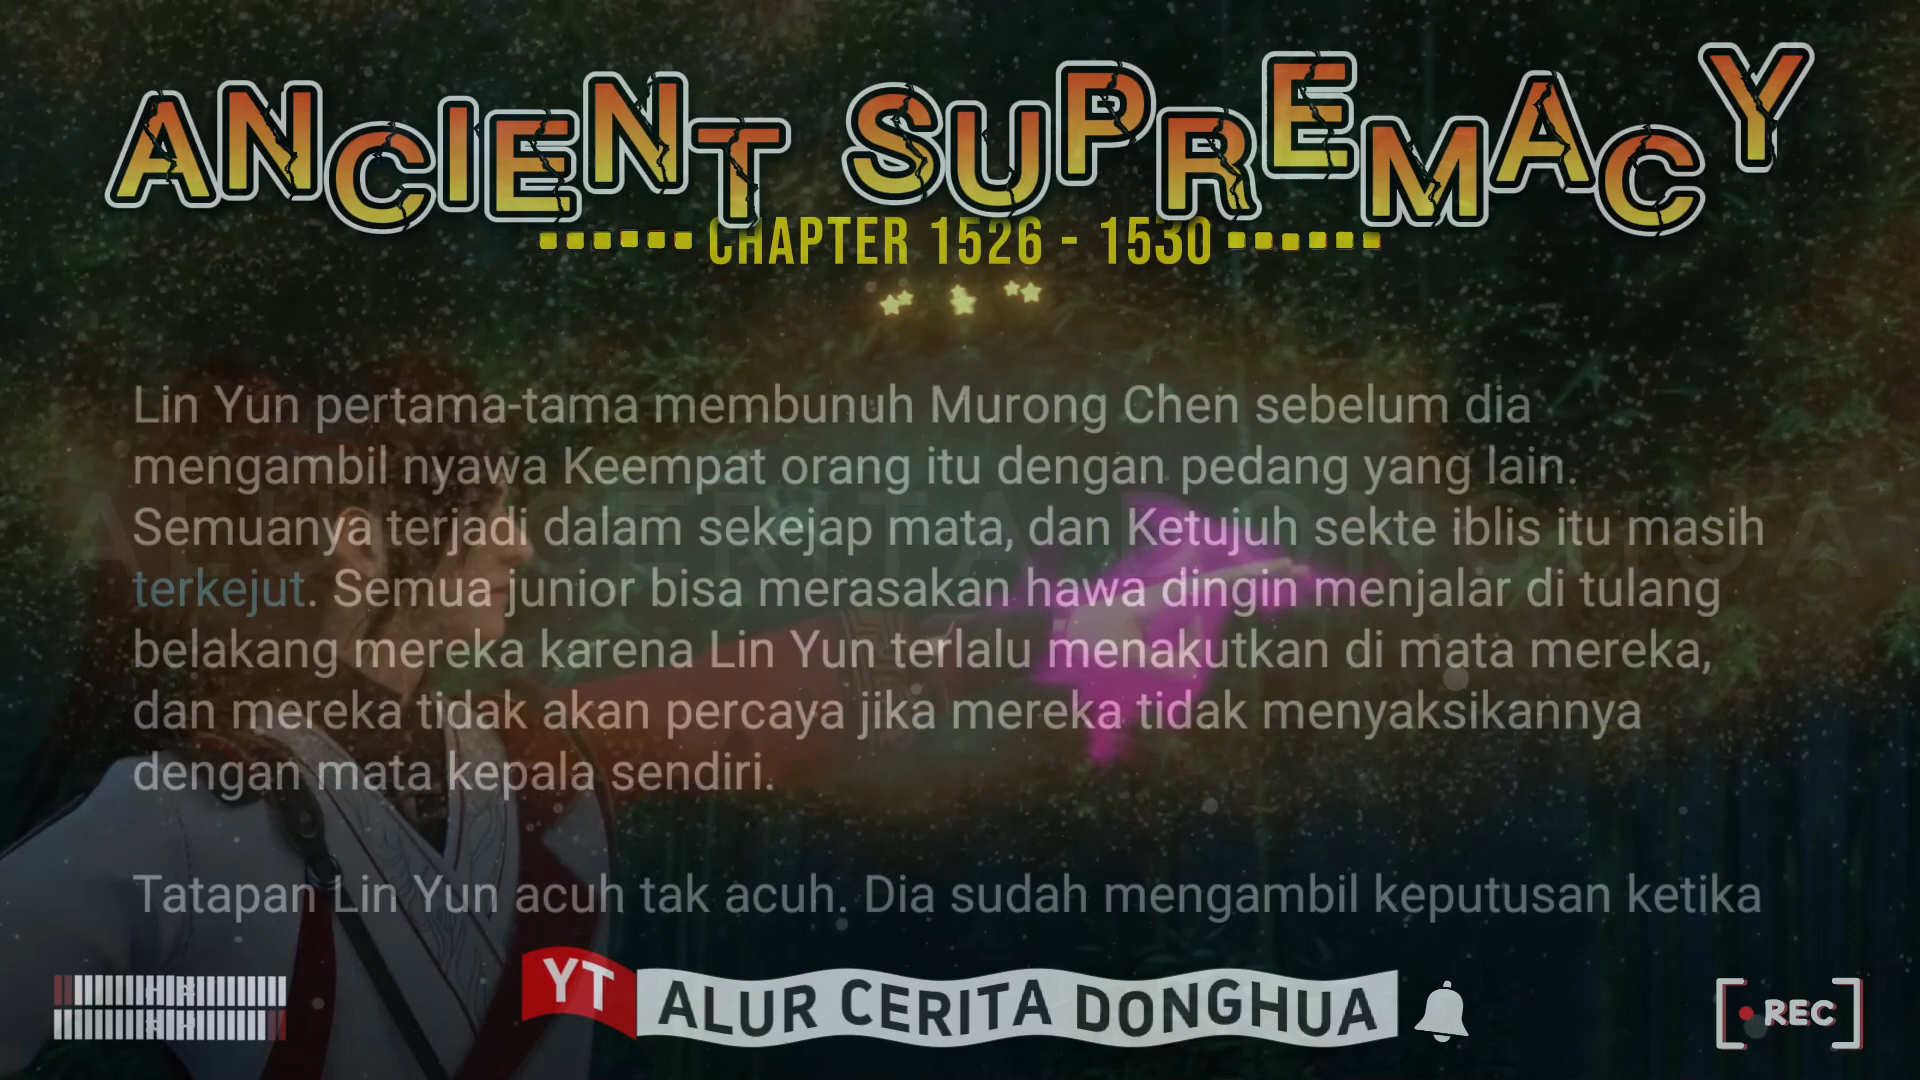 ANCIENT SUPREMACY
CHAPTER 1526 - 1530
Lin Yun pertama-tama membunuh Murong Chen sebelum dia
mengambil nyawa Keempat orang itu dengan pedang yang lain.
Semuanya terjadi dalam sekejap mata, dan Ketujuh sekte iblis itu masih
terkejut. Semua junior bisa merasakan hawa dingin menjalar di tulang
belakang mereka karena Lin Yun terlalu menakutkan di mata mereka,
dan mereka tidak akan percaya jika mereka tidak menyaksikannya
dengan mata kepala sendiri.
Tatapan Lin Yun acuh tak acuh. Dia sudah mengambil keputusan ketika
YT ALUR CERITA DONGHUA
REC
ALUR CERITA DONGHUA